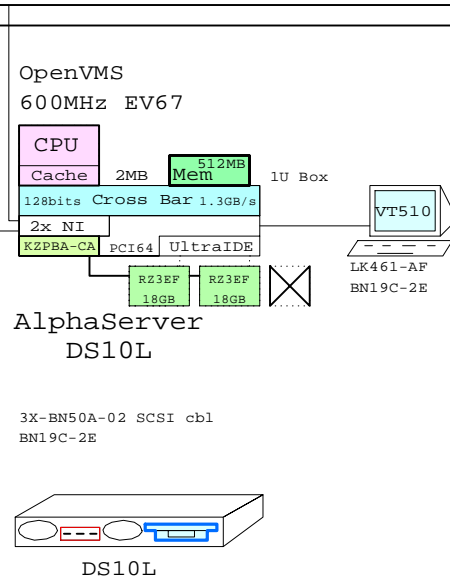 OpenVMS
600MHz EV67
CPU
Cache 2MB
512MB
Mem
1U Box
128bits Cross Bar 1.3GB/s
2x NI
KZPBA-CA PCI64 UltraIDE
VT510
RZ3EF RZ3EF
18GB 18GB
LK461-AF
BN19C-2E
AlphaServer
DS10L
3X-BN50A-02 SCSI cbl
BN19C-2E
DS10L